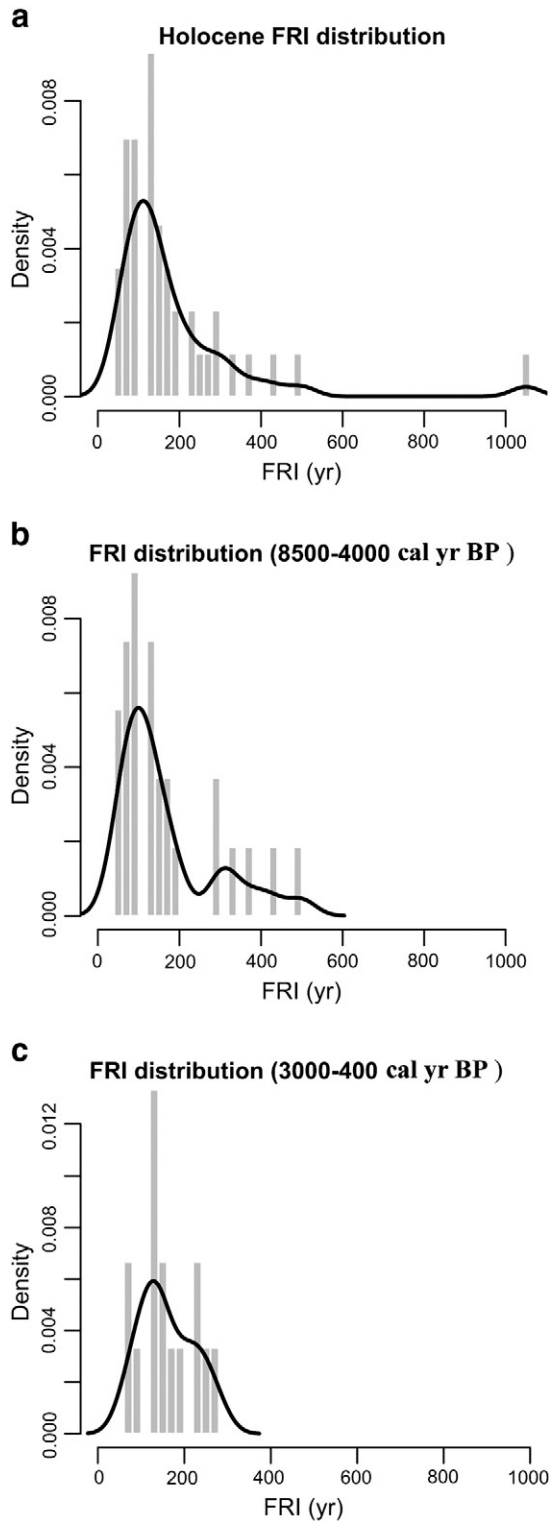 a
Holocene FRI distribution
Density
0.000
0.004
0.008
0 200 400 600 800 1000
FRI (yr)
b
FRI distribution (8500-4000 cal yr BP )
Density
0.000
0.004
0.008
0 200 400 600 800 1000
FRI (yr)
c
FRI distribution (3000-400 cal yr BP )
Density
0.000
0.004
0.008
0.012
0 200 400 600 800 1000
FRI (yr)